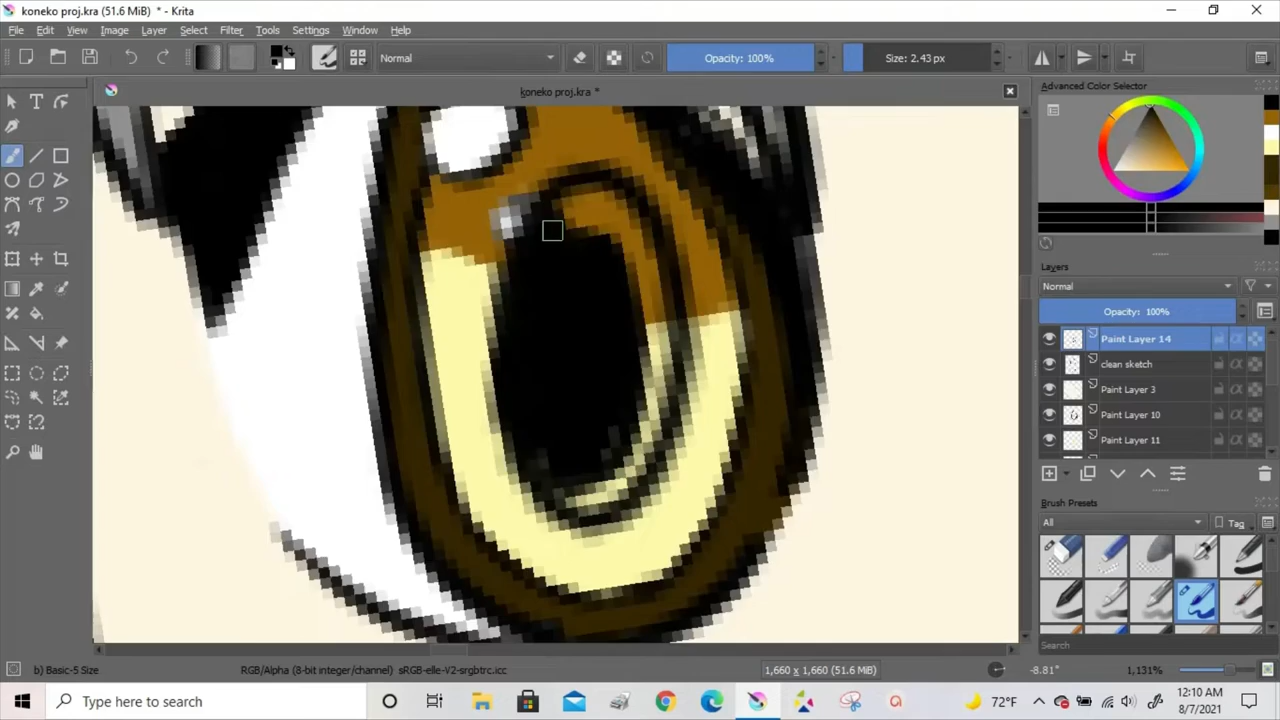 koneko proj.kra (51.6 MiB) * - Krita
File Edit View Image Layer Select Filter Tools Settings Window Help
Normal Opacity: 100% Size: 2.43 px
koneko proj.kra *
Advanced Color Selector
Layers
Normal
Opacity: 100%
Paint Layer 14
clean sketch
Paint Layer 3
Paint Layer 10
Paint Layer 11
Brush Presets
All Tag
Search
b) Basic-5 Size RGB/Alpha (8-bit integer/channel) sRGB-elle-V2-srgbtrc.icc 1,660 x 1,660 (51.6 MiB) -8.81° 1,131%
Type here to search 72°F 12:10 AM
8/7/2021